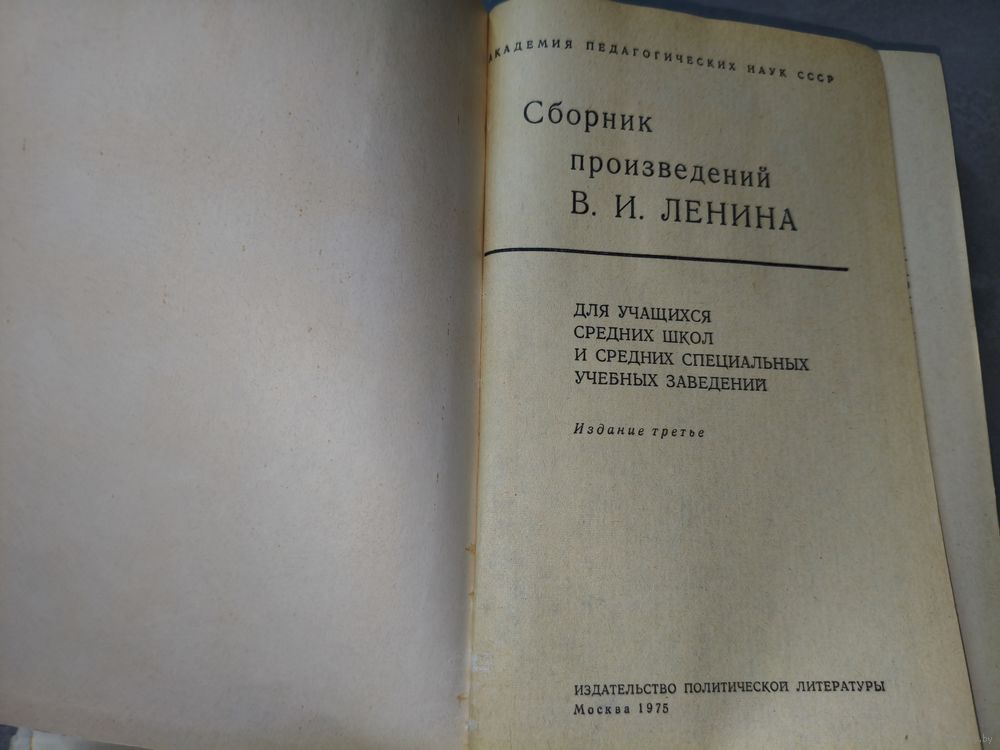 АКАДЕМИЯ ПЕДАГОГИЧЕСКИХ НАУК СССР
Сборник
произведений
В. И. ЛЕНИНА
ДЛЯ УЧАЩИХСЯ
СРЕДНИХ ШКОЛ
И СРЕДНИХ СПЕЦИАЛЬНЫХ
УЧЕБНЫХ ЗАВЕДЕНИЙ
Издание третье
ИЗДАТЕЛЬСТВО ПОЛИТИЧЕСКОЙ ЛИТЕРАТУРЫ
Москва 1975